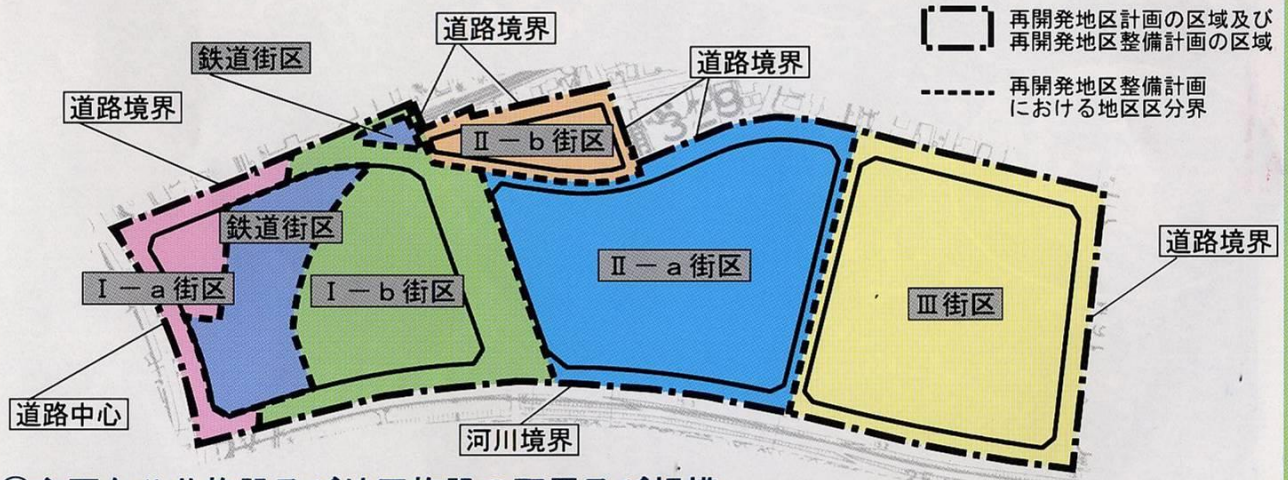 道路境界
再開発地区計画の区域及び
再開発地区整備計画の区域
鉄道街区
道路境界
再開発地区整備計画
における地区区分界
道路境界
Ⅱ－b街区
鉄道街区
道路境界
Ⅰ－a街区
Ⅰ－b街区
Ⅱ－a街区
Ⅲ街区
道路中心
河川境界